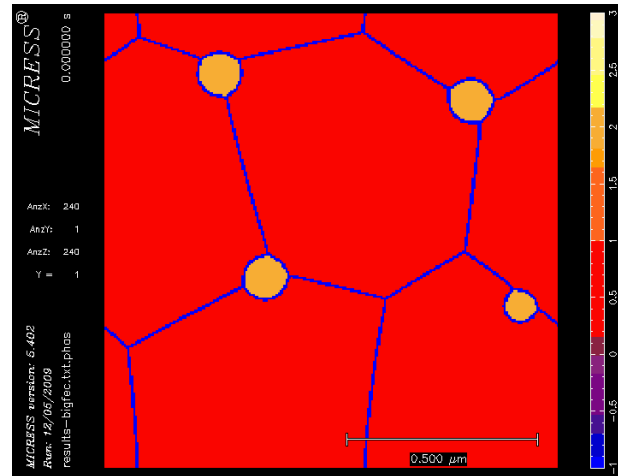 MICRESS®
0.000000 s
AnzX: 240
AnzY: 1
AnzZ: 240
Y = 1
MICRESS version: 5.402
Run: 12/05/2009
results-bigfec.txt.phas
0.500 µm
3
2.5
2
1.5
1
0.5
0
-0.5
-1